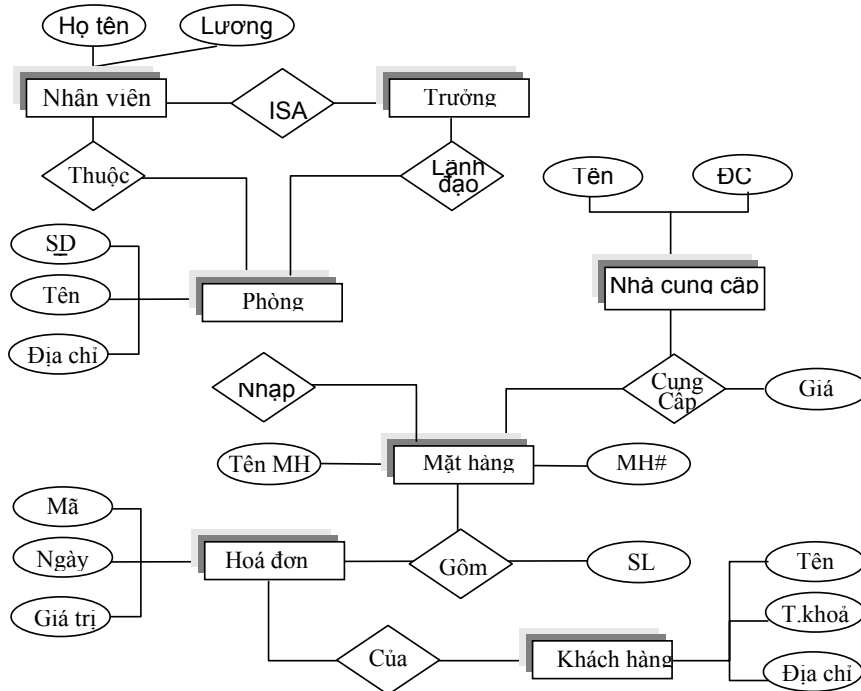 Họ tên
Lương
Nhân viên
ISA
Trưởng
Thuộc
Lãnh
đạo
Tên
ĐC
SD
Tên
Phòng
Nhà cung cấp
Địa chỉ
Nhạp
Cung
Cấp
Giá
Tên MH
Mặt hàng
MH#
Mã
Ngày
Hoá đơn
Gồm
SL
Tên
Giá trị
T.khoả
Của
Khách hàng
Địa chỉ